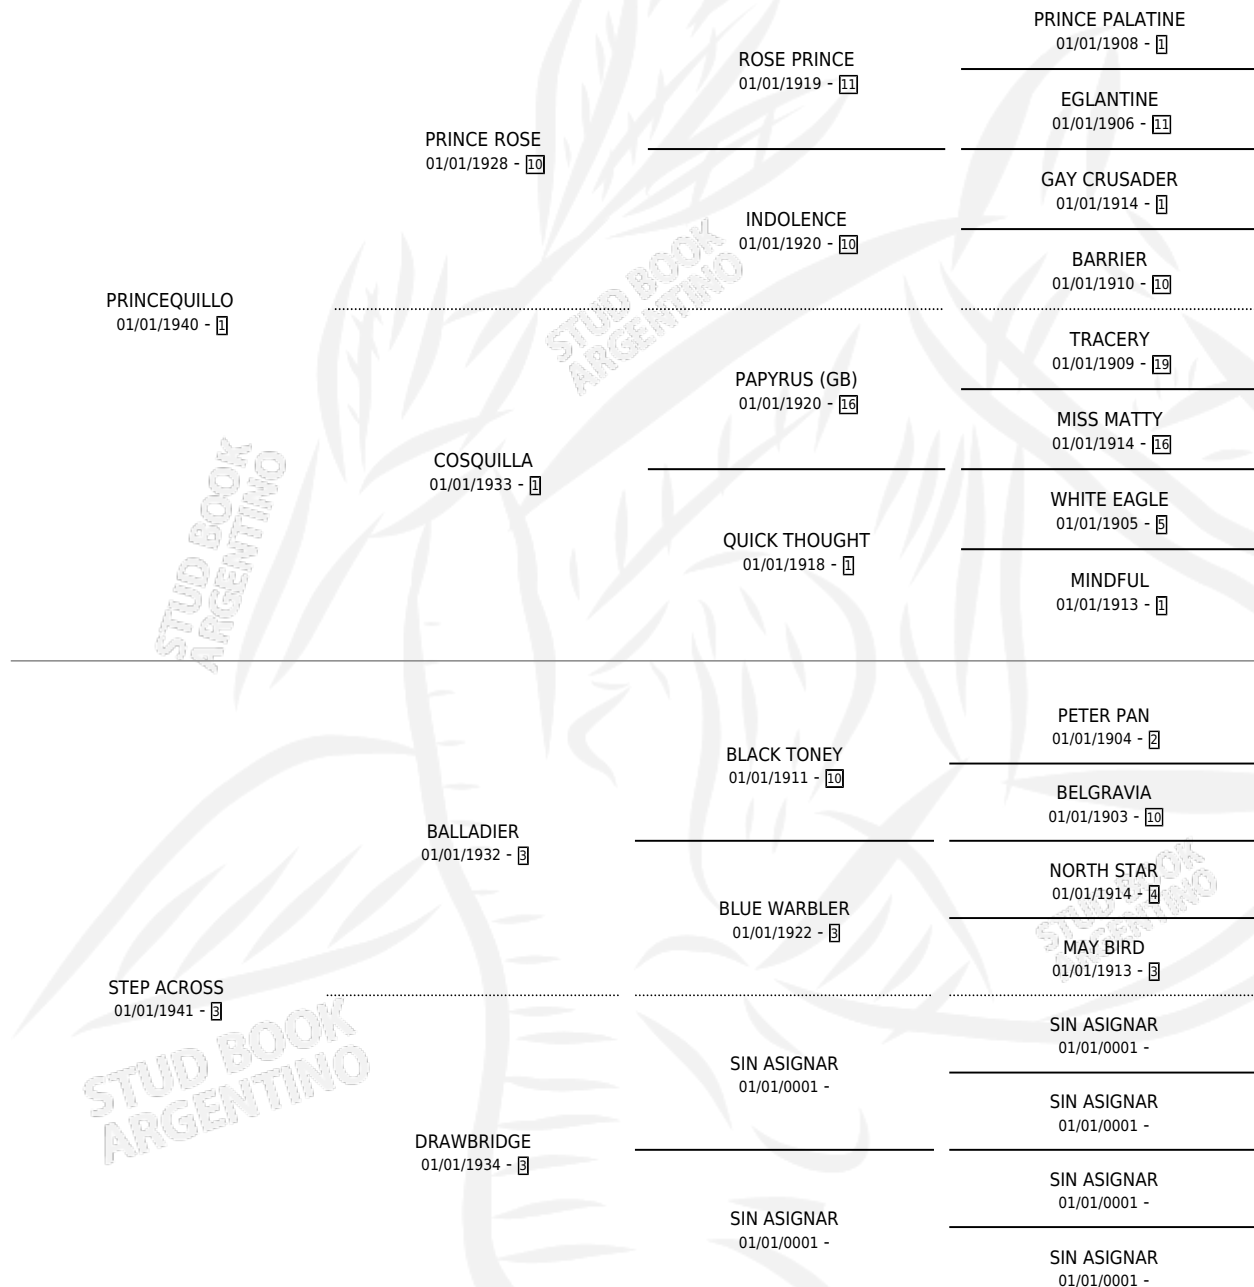 PRINCE PALATINE
01/01/1908 - 1
ROSE PRINCE
01/01/1919 - 11
EGLANTINE
01/01/1906 - 11
PRINCE ROSE
01/01/1928 - 10
GAY CRUSADER
01/01/1914 - 1
INDOLENCE
01/01/1920 - 10
BARRIER
01/01/1910 - 10
PRINCEQUILLO
01/01/1940 - 1
TRACERY
01/01/1909 - 19
PAPYRUS (GB)
01/01/1920 - 16
MISS MATTY
01/01/1914 - 16
COSQUILLA
01/01/1933 - 1
WHITE EAGLE
01/01/1905 - 5
QUICK THOUGHT
01/01/1918 - 1
MINDFUL
01/01/1913 - 1
PETER PAN
01/01/1904 - 2
BLACK TONEY
01/01/1911 - 10
BELGRAVIA
01/01/1903 - 10
BALLADIER
01/01/1932 - 3
NORTH STAR
01/01/1914 - 4
BLUE WARBLER
01/01/1922 - 3
MAY BIRD
01/01/1913 - 3
STEP ACROSS
01/01/1941 - 3
SIN ASIGNAR
01/01/0001 -
SIN ASIGNAR
01/01/0001 -
SIN ASIGNAR
01/01/0001 -
DRAWBRIDGE
01/01/1934 - 3
SIN ASIGNAR
01/01/0001 -
SIN ASIGNAR
01/01/0001 -
SIN ASIGNAR
01/01/0001 -
STUD BOOK
ARGENTINO
STUD BOOK
ARGENTINO
STUD BOOK
ARGENTINO
STUD BOOK
ARGENTINO